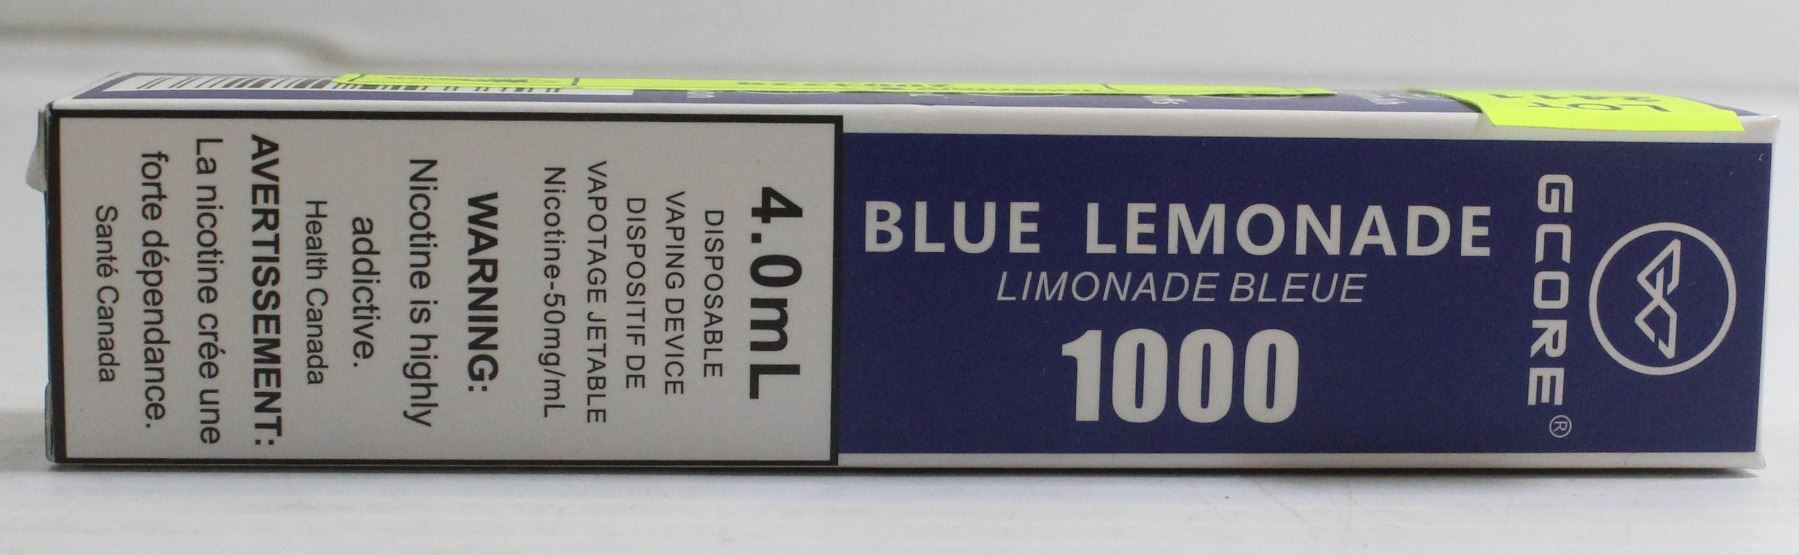 BLUE LEMONADE
LIMONADE BLEUE
1000
GCORE®
4.0mL
DISPOSABLE
VAPING DEVICE
DISPOSITIF DE
VAPOTAGE JETABLE
Nicotine-50mg/mL
WARNING:
Nicotine is highly
addictive.
Health Canada
AVERTISSEMENT:
La nicotine crée une
forte dépendance.
Santé Canada
LOT